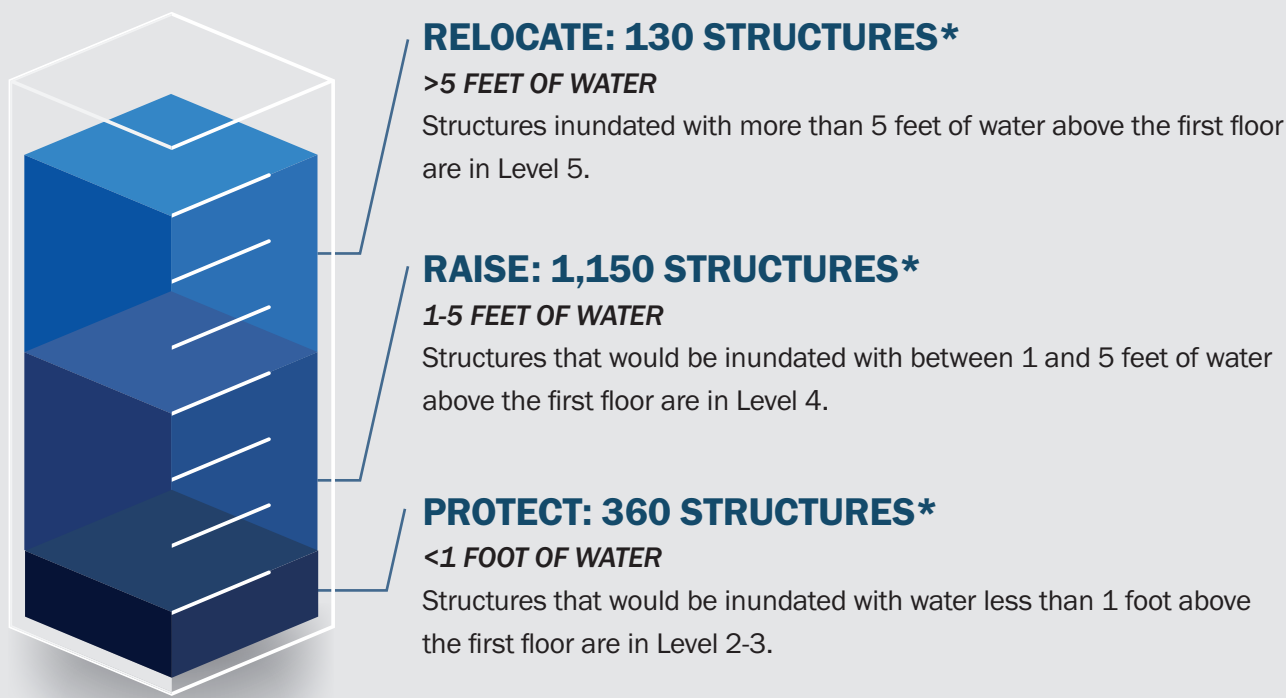 RELOCATE: 130 STRUCTURES*
>5 FEET OF WATER
Structures inundated with more than 5 feet of water above the first floor
are in Level 5.
RAISE: 1,150 STRUCTURES*
1-5 FEET OF WATER
Structures that would be inundated with between 1 and 5 feet of water
above the first floor are in Level 4.
PROTECT: 360 STRUCTURES*
<1 FOOT OF WATER
Structures that would be inundated with water less than 1 foot above
the first floor are in Level 2-3.